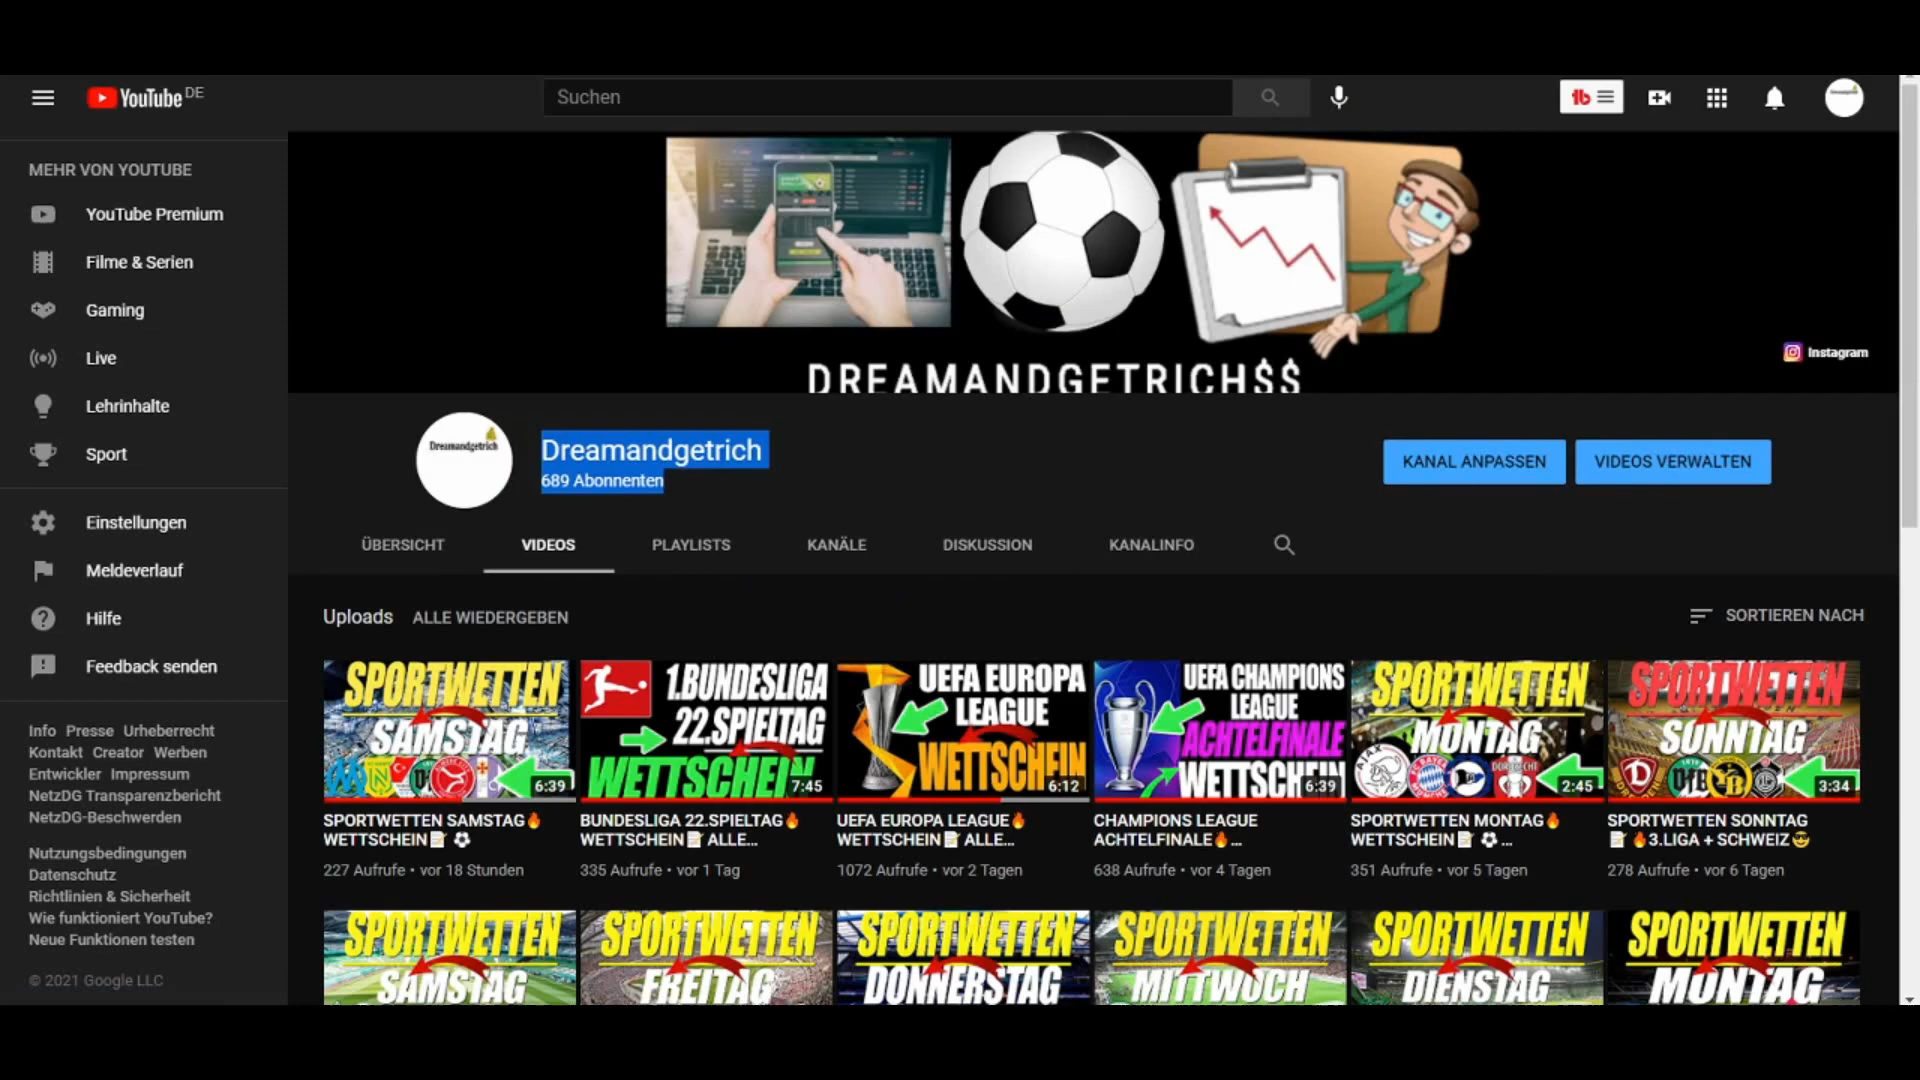 YouTube DE
Suchen
MEHR VON YOUTUBE
YouTube Premium
Filme & Serien
Gaming
Live
Lehrinhalte
Sport
Einstellungen
Meldeverlauf
Hilfe
Feedback senden
Info Presse Urheberrecht
Kontakt Creator Werben
Entwickler Impressum
NetzDG Transparenzbericht
NetzDG-Beschwerden
Nutzungsbedingungen
Datenschutz
Richtlinien & Sicherheit
Wie funktioniert YouTube?
Neue Funktionen testen
© 2021 Google LLC
DREAMANDGETRICH$$
Instagram
Dreamandgetrich
Dreamandgetrich
689 Abonnenten
KANAL ANPASSEN
VIDEOS VERWALTEN
ÜBERSICHT VIDEOS PLAYLISTS KANÄLE DISKUSSION KANALINFO
Uploads ALLE WIEDERGEBEN
SORTIEREN NACH
SPORTWETTEN
SAMSTAG
6:39
SPORTWETTEN SAMSTAG🔥
WETTSCHEIN📝 ⚽
227 Aufrufe • vor 18 Stunden
1.BUNDESLIGA
22.SPIELTAG
WETTSCHEIN
7:45
BUNDESLIGA 22.SPIELTAG🔥
WETTSCHEIN📝 ALLE...
335 Aufrufe • vor 1 Tag
UEFA EUROPA
LEAGUE
WETTSCHEIN
6:12
UEFA EUROPA LEAGUE🔥
WETTSCHEIN📝 ALLE...
1072 Aufrufe • vor 2 Tagen
UEFA CHAMPIONS
LEAGUE
ACHTELFINALE
WETTSCHEIN
6:39
CHAMPIONS LEAGUE
ACHTELFINALE🔥...
638 Aufrufe • vor 4 Tagen
SPORTWETTEN
MONTAG
2:45
SPORTWETTEN MONTAG🔥
WETTSCHEIN📝 ⚽ ...
351 Aufrufe • vor 5 Tagen
SPORTWETTEN
SONNTAG
3:34
SPORTWETTEN SONNTAG
📝 🔥3.LIGA + SCHWEIZ😎
278 Aufrufe • vor 6 Tagen
SPORTWETTEN
SAMSTAG
SPORTWETTEN
FREITAG
SPORTWETTEN
DONNERSTAG
SPORTWETTEN
MITTWOCH
SPORTWETTEN
DIENSTAG
SPORTWETTEN
MONTAG